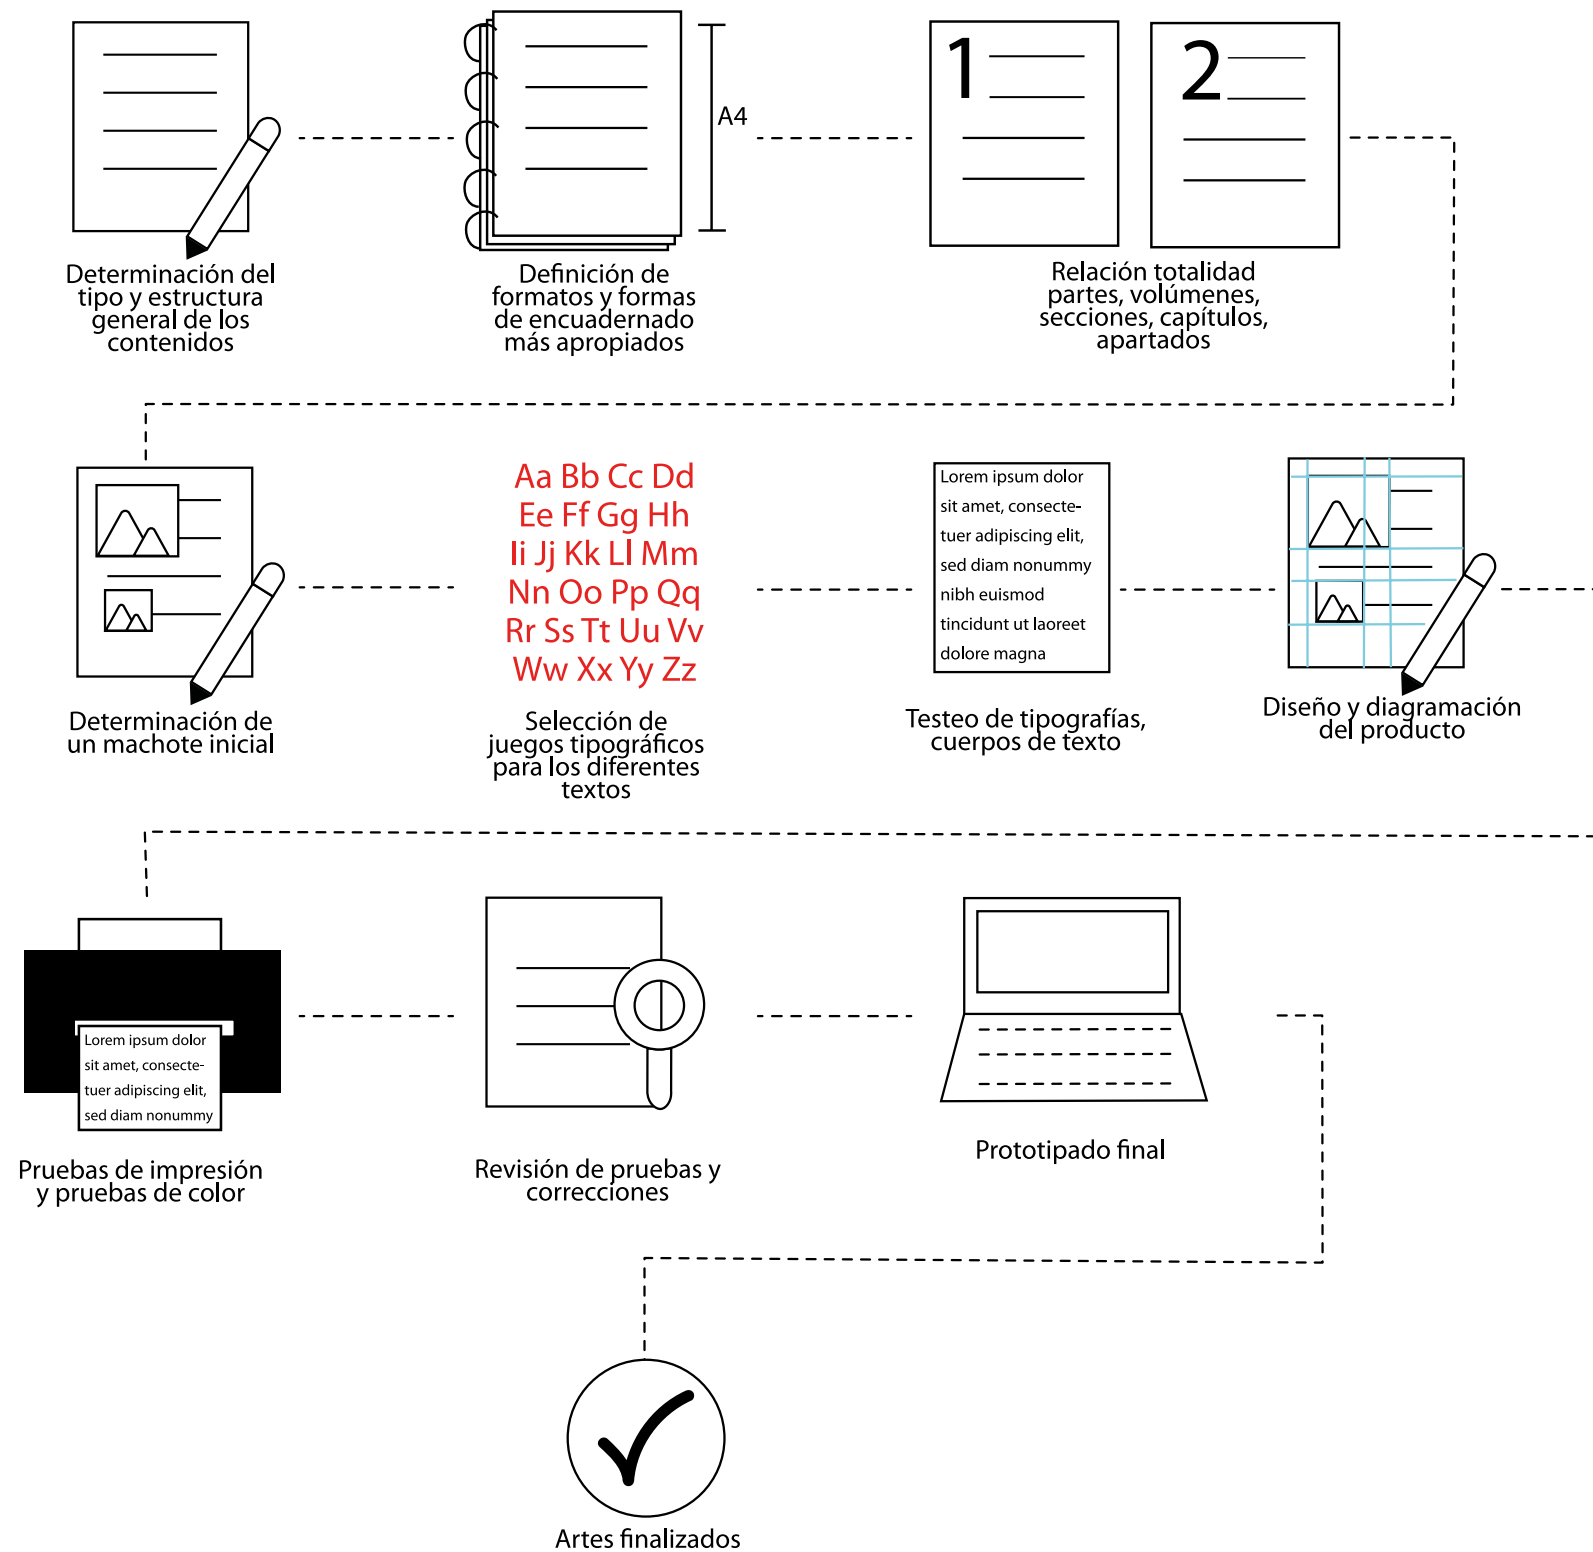 A4
1
2
Determinación del
tipo y estructura
general de los
contenidos
Definición de
formatos y formas
de encuadernado
más apropiados
Relación totalidad
partes, volúmenes,
secciones, capítulos,
apartados
Aa Bb Cc Dd
Ee Ff Gg Hh
Ii Jj Kk Ll Mm
Nn Oo Pp Qq
Rr Ss Tt Uu Vv
Ww Xx Yy Zz
Lorem ipsum dolor
sit amet, consecte-
tuer adipiscing elit,
sed diam nonummy
nibh euismod
tincidunt ut laoreet
dolore magna
Determinación de
un machote inicial
Selección de
juegos tipográficos
para los diferentes
textos
Testeo de tipografías,
cuerpos de texto
Diseño y diagramación
del producto
Lorem ipsum dolor
sit amet, consecte-
tuer adipiscing elit,
sed diam nonummy
Pruebas de impresión
y pruebas de color
Revisión de pruebas y
correcciones
Prototipado final
Artes finalizados